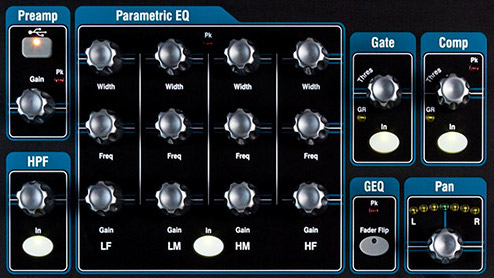 Preamp
Parametric EQ
Pk
Gain
Pk
Width
Width
Width
Width
Freq
Freq
Freq
Freq
Gain
Gain
In
Gain
Gain
LF
LM
HM
HF
HPF
In
Gate
Thres
GR
In
Comp
Thres
Pk
GR
In
GEQ
Pk
Fader Flip
Pan
L
R